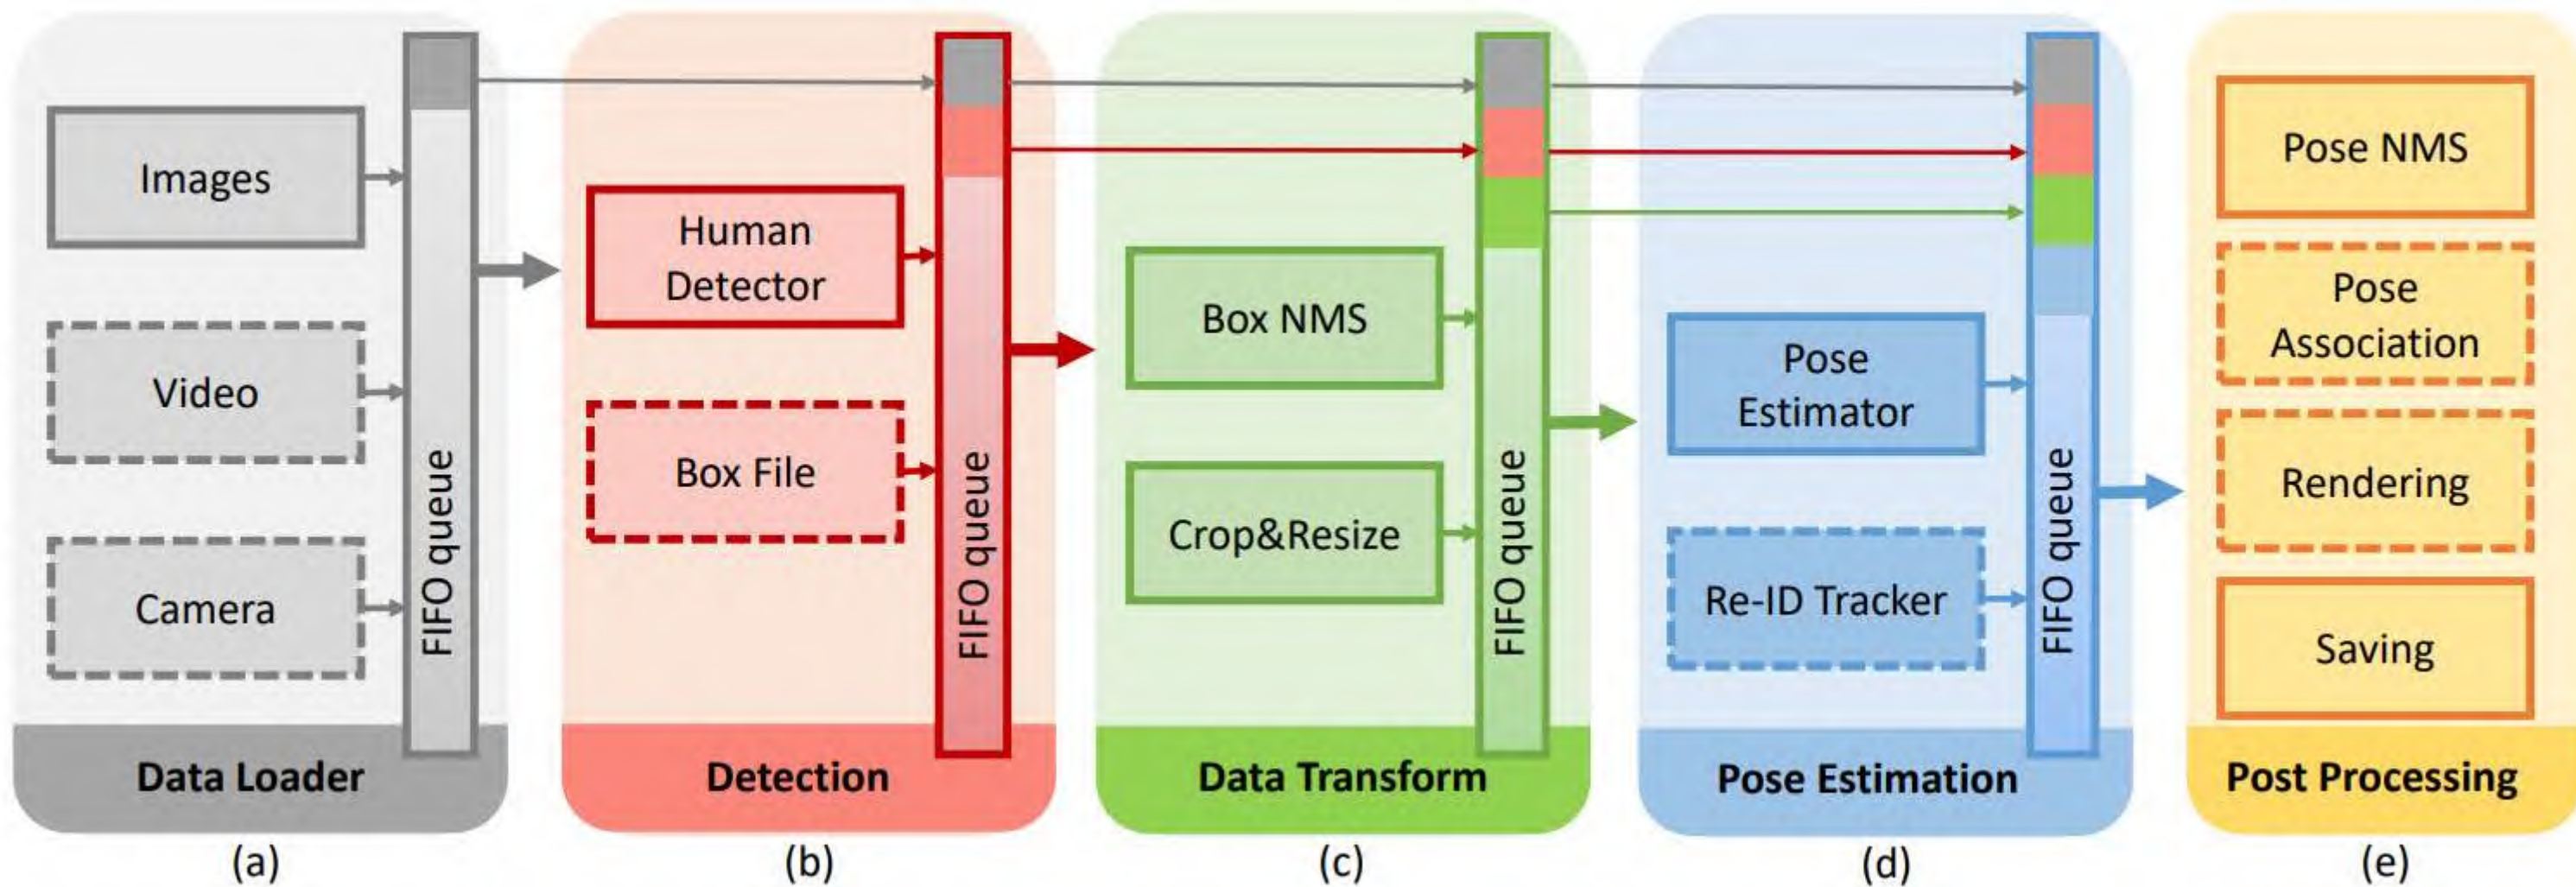 Images
Video
Camera
FIFO queue
Data Loader
(a)
Human
Detector
Box File
FIFO queue
Detection
(b)
Box NMS
Crop&Resize
FIFO queue
Data Transform
(c)
Pose
Estimator
Re-ID Tracker
FIFO queue
Pose Estimation
(d)
Pose NMS
Pose
Association
Rendering
Saving
Post Processing
(e)